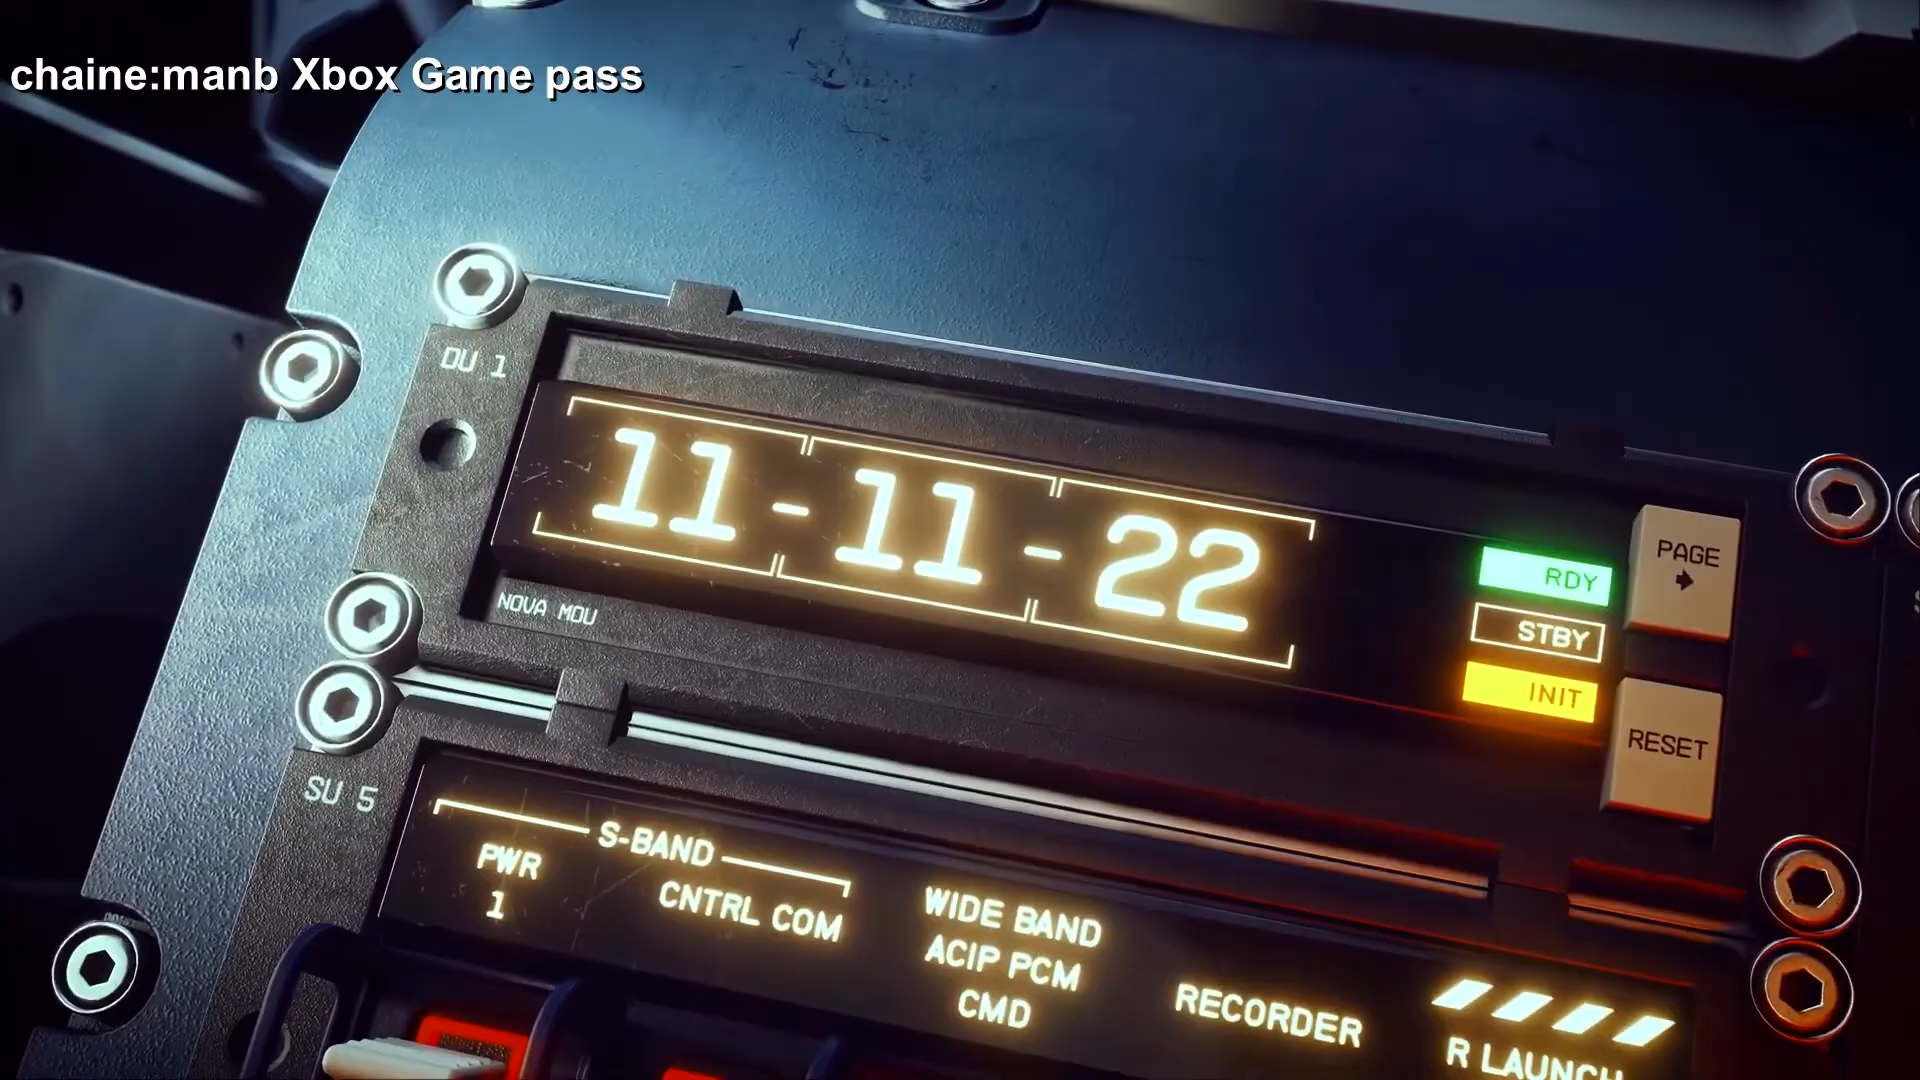 chaine:manb Xbox Game pass
DU 1
11-11-22
RDY
PAGE
STBY
INIT
NOVA MDU
RESET
SU 5
S-BAND
PWR
1
CNTRL COM
WIDE BAND
ACIP PCM
CMD
RECORDER
R LAUNCH